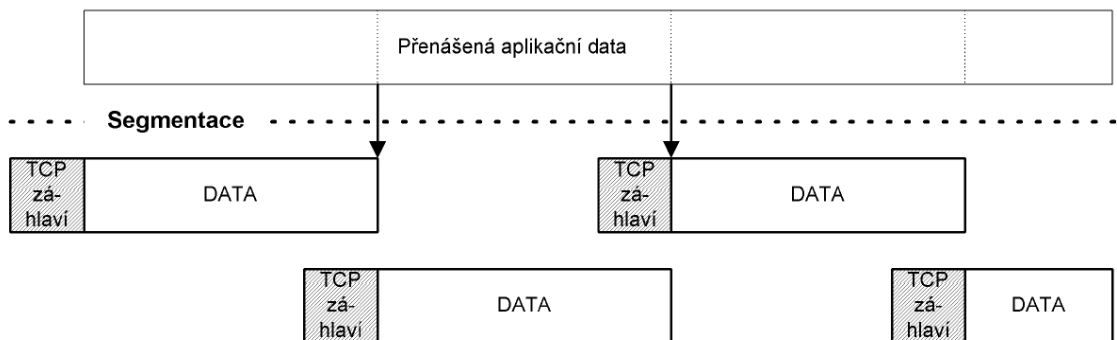 Přenášená aplikační data
Segmentace
TCP
zá-
hlaví
DATA
TCP
zá-
hlaví
DATA
TCP
zá-
hlaví
DATA
TCP
zá-
hlaví
DATA